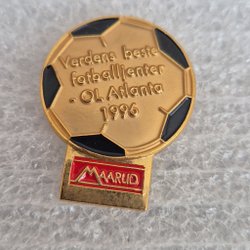 Verdens beste
fotballjenter
- OL Atlanta
1996
MAARUD